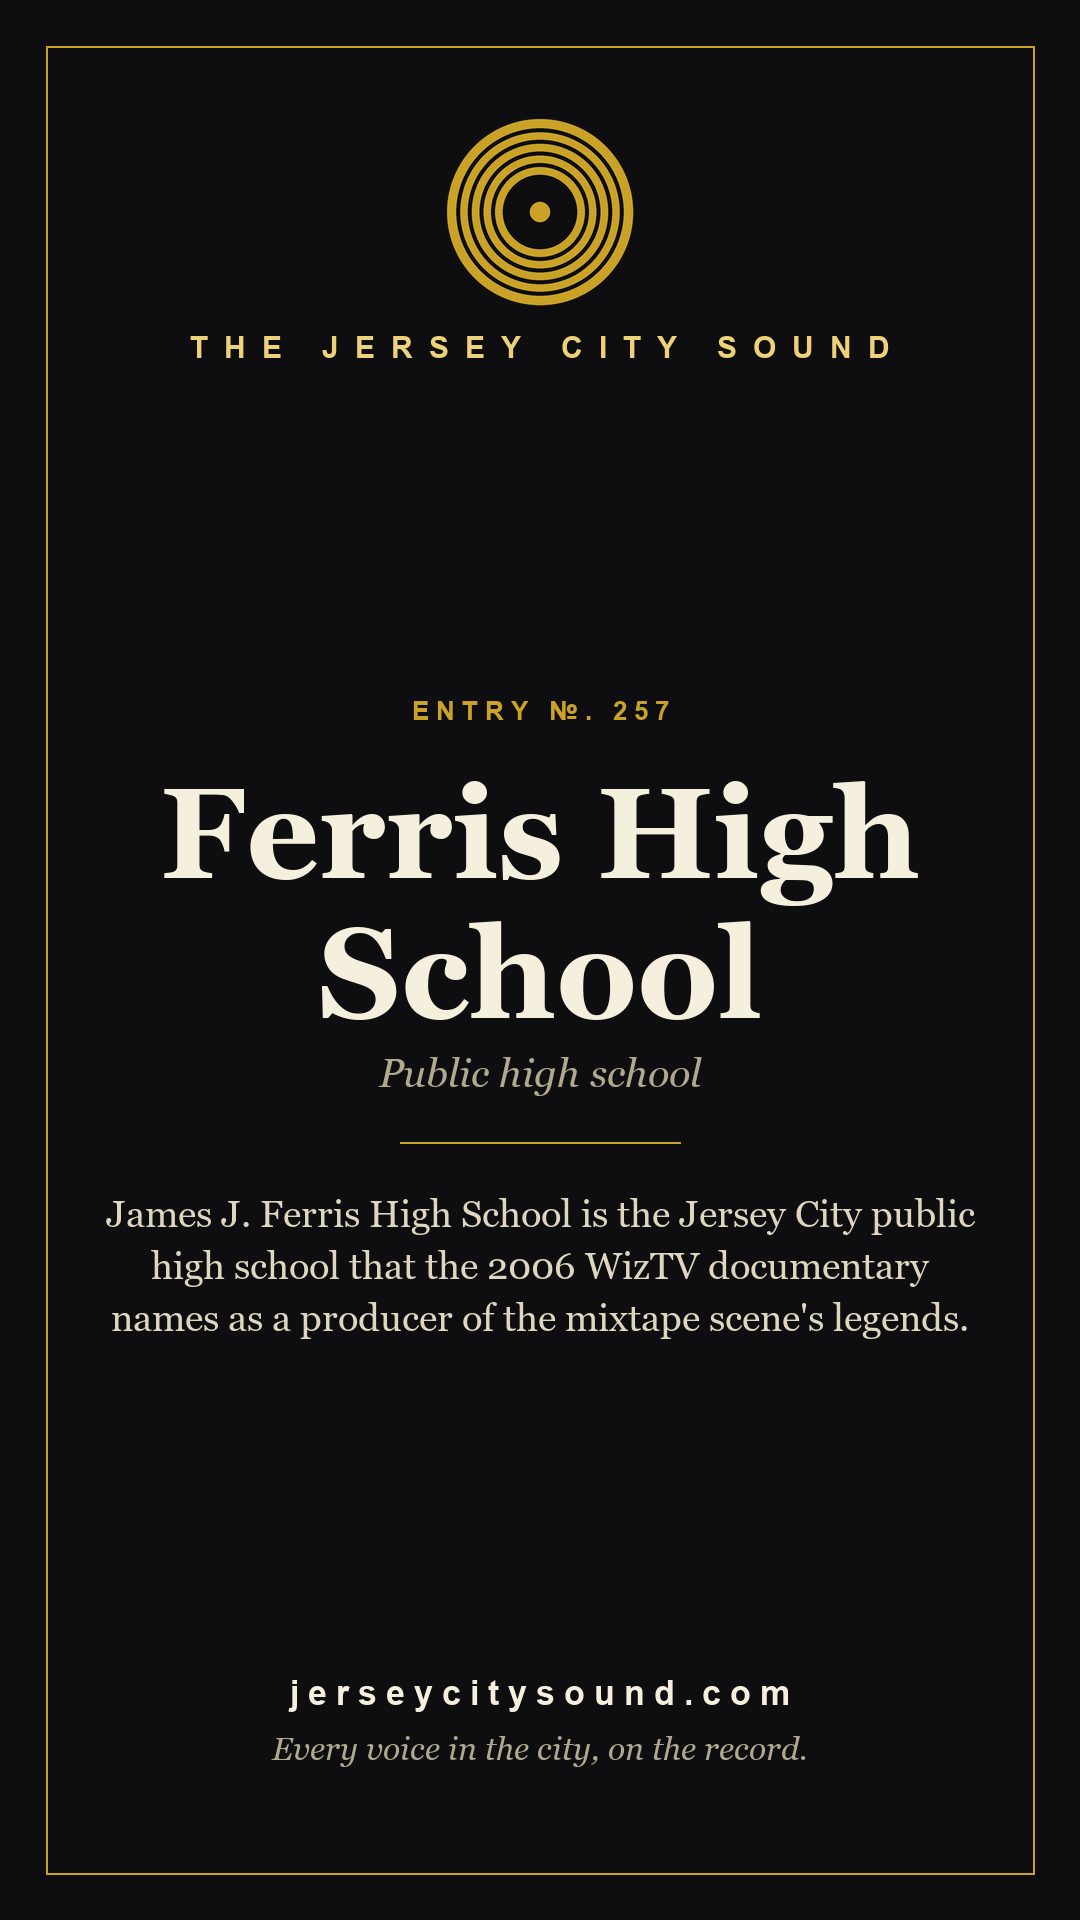 THE JERSEY CITY SOUND
ENTRY №. 257
Ferris High
School
Public high school
James J. Ferris High School is the Jersey City public
high school that the 2006 WizTV documentary
names as a producer of the mixtape scene's legends.
jerseycitysound.com
Every voice in the city, on the record.